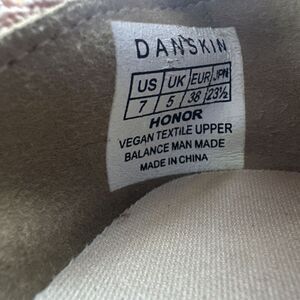 DANSKIN
US UK EUR JPN
7 5 38 23½
HONOR
VEGAN TEXTILE UPPER
BALANCE MAN MADE
MADE IN CHINA